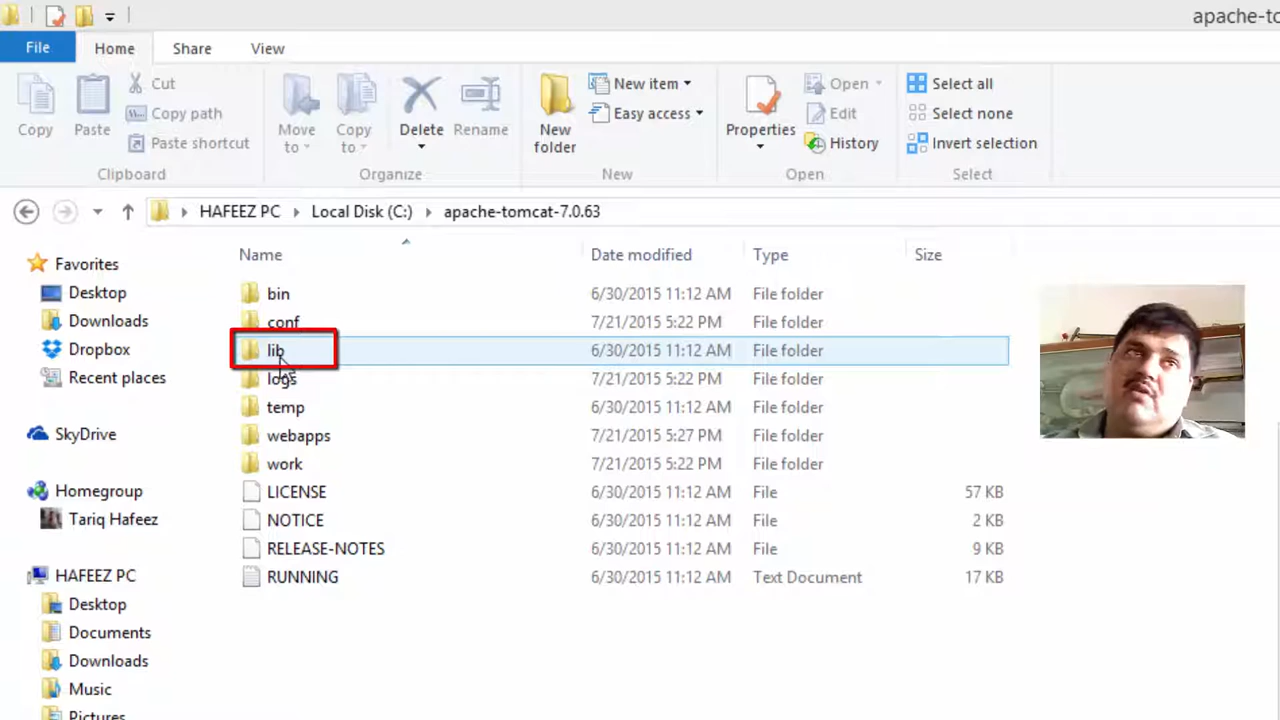 apache-to
File Home Share View
Copy
Paste
Cut
Copy path
Paste shortcut
Clipboard
Move to
Copy to
Delete
Rename
Organize
New folder
New item
Easy access
New
Properties
Open
Edit
History
Open
Select all
Select none
Invert selection
Select
HAFEEZ PC Local Disk (C:) apache-tomcat-7.0.63
Favorites
Desktop
Downloads
Dropbox
Recent places
SkyDrive
Homegroup
Tariq Hafeez
HAFEEZ PC
Desktop
Documents
Downloads
Music
Pictures
Name Date modified Type Size
bin 6/30/2015 11:12 AM File folder
conf 7/21/2015 5:22 PM File folder
lib 6/30/2015 11:12 AM File folder
logs 7/21/2015 5:22 PM File folder
temp 6/30/2015 11:12 AM File folder
webapps 7/21/2015 5:27 PM File folder
work 7/21/2015 5:22 PM File folder
LICENSE 6/30/2015 11:12 AM File 57 KB
NOTICE 6/30/2015 11:12 AM File 2 KB
RELEASE-NOTES 6/30/2015 11:12 AM File 9 KB
RUNNING 6/30/2015 11:12 AM Text Document 17 KB